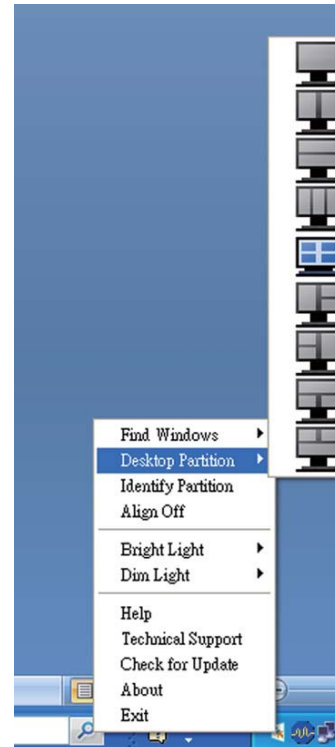 Find Windows
Desktop Partition
Identify Partition
Align Off
Bright Light
Dim Light
Help
Technical Support
Check for Update
About
Exit